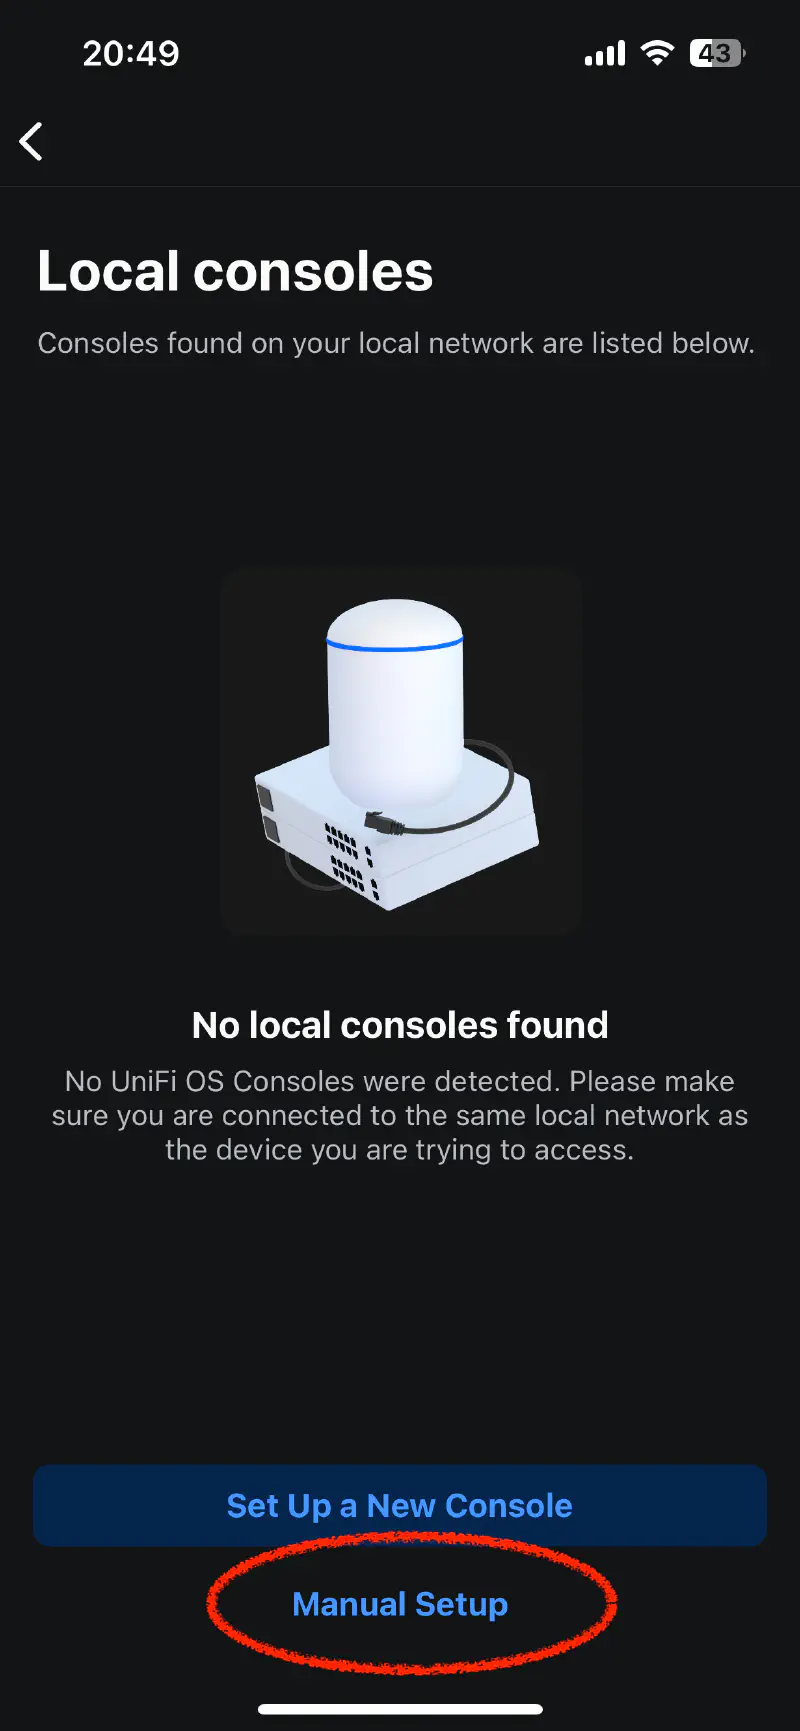 20:49
43
Local consoles
Consoles found on your local network are listed below.
No local consoles found
No UniFi OS Consoles were detected. Please make
sure you are connected to the same local network as
the device you are trying to access.
Set Up a New Console
Manual Setup